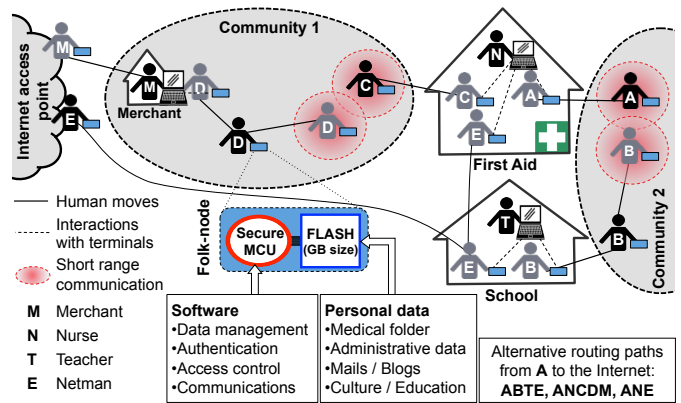 Community 1
M
N
Internet access
point
M
D
C
C
A
A
Merchant
E
D
D
E
B
First Aid
Community 2
Human moves
Interactions
with terminals
Short range
communication
Folk-node
Secure
MCU
FLASH
(GB size)
T
E
B
B
School
M Merchant
N Nurse
T Teacher
E Netman
Software
•Data management
•Authentication
•Access control
•Communications
Personal data
•Medical folder
•Administrative data
•Mails / Blogs
•Culture / Education
Alternative routing paths
from A to the Internet:
ABTE, ANCDM, ANE